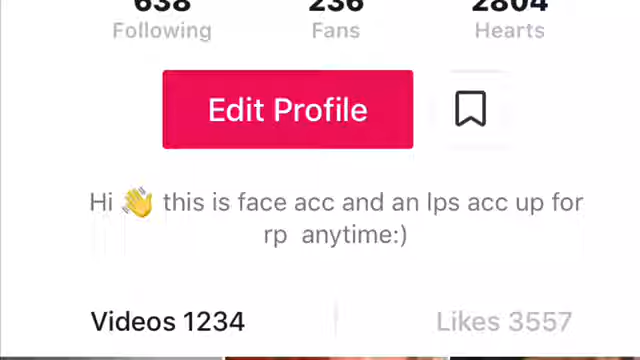 638 236 2804
Following Fans Hearts
Edit Profile
Hi 👋 this is face acc and an lps acc up for
rp anytime:)
Videos 1234 Likes 3557